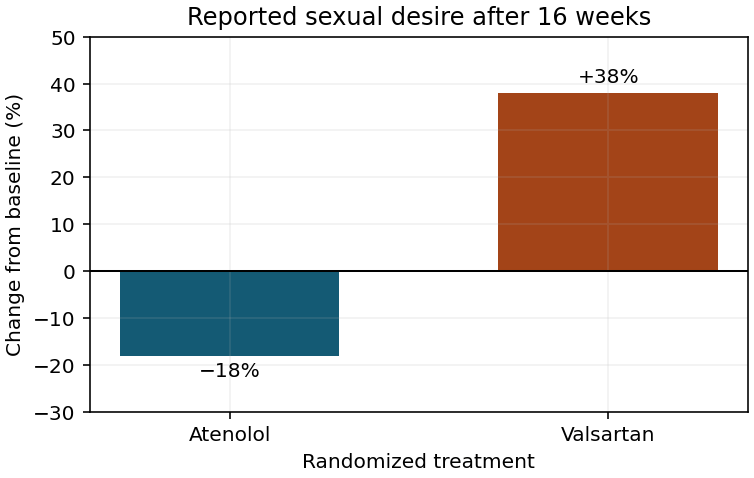 Reported sexual desire after 16 weeks
Change from baseline (%)
50
40
30
20
10
0
−10
−20
−30
+38%
−18%
Atenolol
Valsartan
Randomized treatment